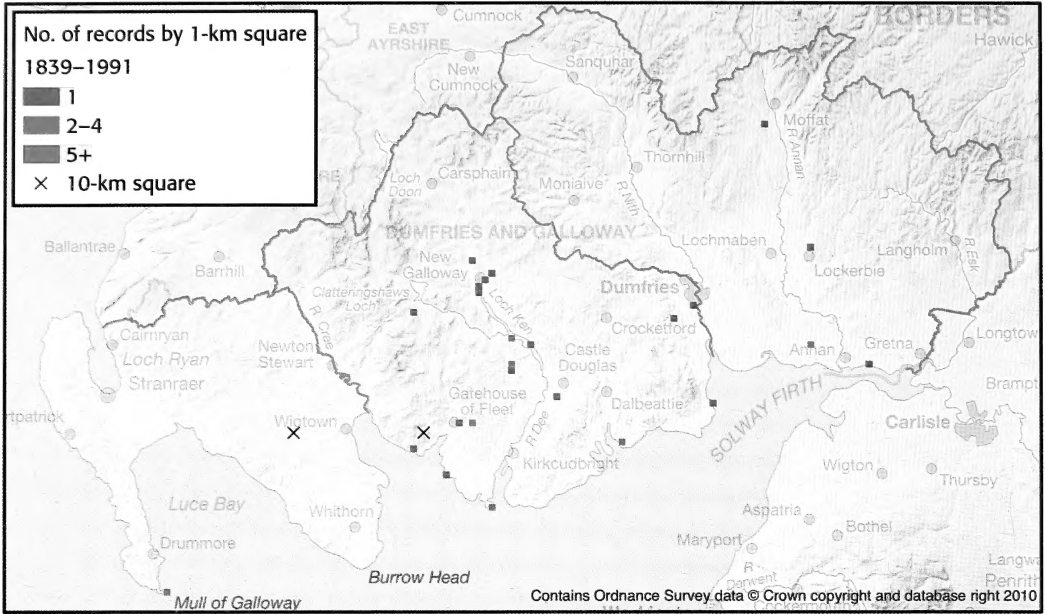 No. of records by 1-km square
1839–1991
1
2–4
5+
× 10-km square
Cumnock
BORDERS
EAST
AYRSHIRE
Hawick
New
Cumnock
Sanquhar
Moffat
R Annan
Thornhill
Loch
Doon
Carsphairn
Moniaive
R Nith
DUMFRIES AND GALLOWAY
Ballantrae
Barrhill
New
Galloway
Lochmaben
Lockerbie
Langholm
R Esk
Clatteringshaws
Loch
Loch Ken
Dumfries
Crocketford
R Cree
Cairnryan
Loch Ryan
Newton
Stewart
Castle
Douglas
Annan
Gretna
Longtow
Stranraer
Gatehouse
of Fleet
Dalbeattie
SOLWAY FIRTH
Brampt
Carlisle
rtpatrick
Wigtown
R Dee
Kirkcudbright
Wigton
Thursby
Luce Bay
Whithorn
Aspatria
Bothel
Drummore
Maryport
R
Derwent
Langw
Penrith
Burrow Head
Mull of Galloway
Contains Ordnance Survey data © Crown copyright and database right 2010
Cockermouth